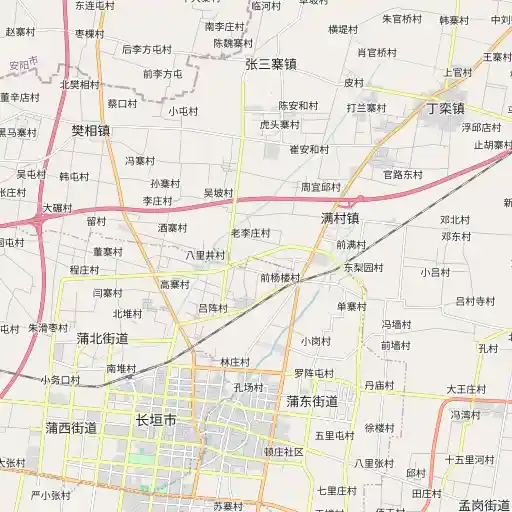 东连庄村
临河村
朱官桥村
韩寨村
赵寨村
枣棵村
南李庄村
横堤村
陈魏寨村
后李方屯村
肖官桥村
王寨村
安阳市
张三寨镇
上官村
前李方屯
北樊相村
皮村
董辛店村
蔡口村
小屯村
陈安和村
打兰寨村
丁栾镇
黑马寨村
樊相镇
虎头寨村
浮邱店村
崔安和村
止胡寨村
冯寨村
吴屯村
韩屯村
官路东村
孙寨村
吴坡村
周宜邱村
张庄村
李庄村
大碾村
留村
酒寨村
满村镇
邓北村
老李庄村
邓东村
前满村
董寨村
八里井村
程庄村
东梨园村
小吕村
前杨楼村
高寨村
闫寨村
吕村寺村
吕阵村
单寨村
北堆村
朱滑枣村
冯墙村
蒲北街道
小岗村
前墙村
孔村
林庄村
南堆村
罗阵屯村
小务口村
丹庙村
孔场村
大王庄村
蒲东街道
冯湾村
长垣市
蒲西街道
徐楼村
五里屯村
顿庄社区
大张村
八里张村
十五里河村
邱村
七里庄村
田庄村
严小张村
苏寨村
孟岗街道